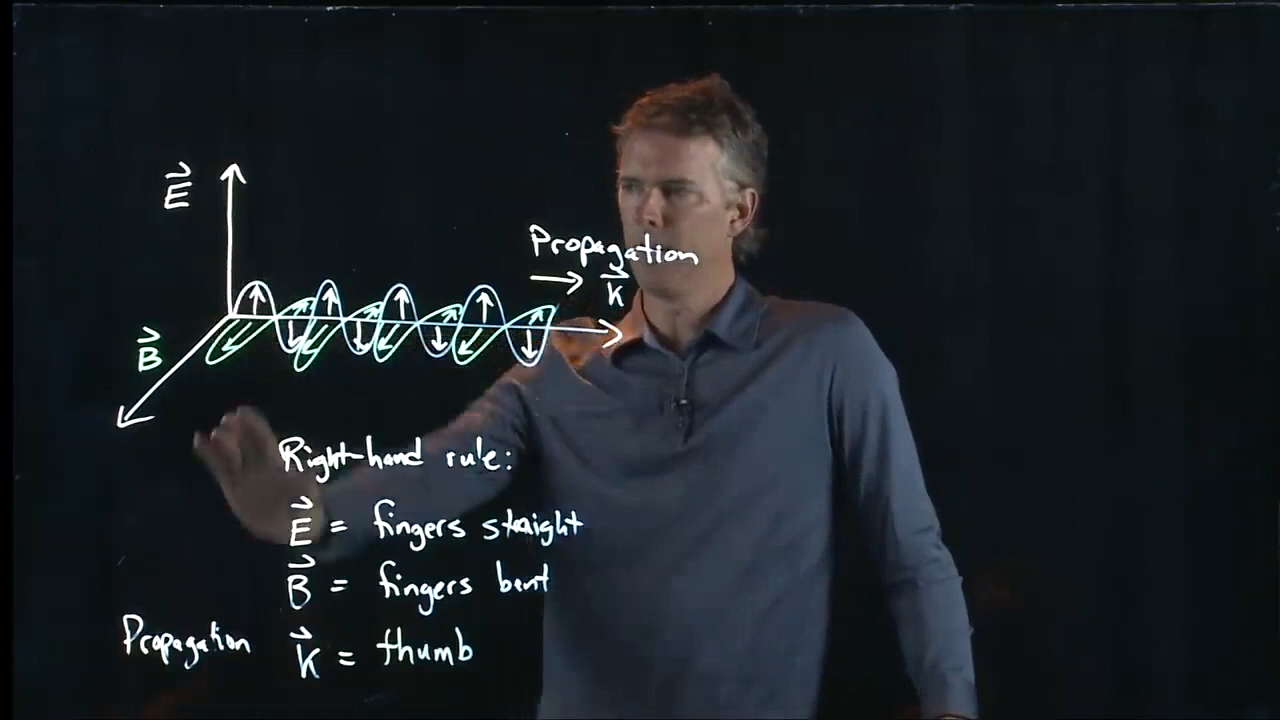 E⃗
Propagation
k⃗
B⃗
Right-hand rule:
E⃗ = fingers straight
B⃗ = fingers bent
Propagation k⃗ = thumb